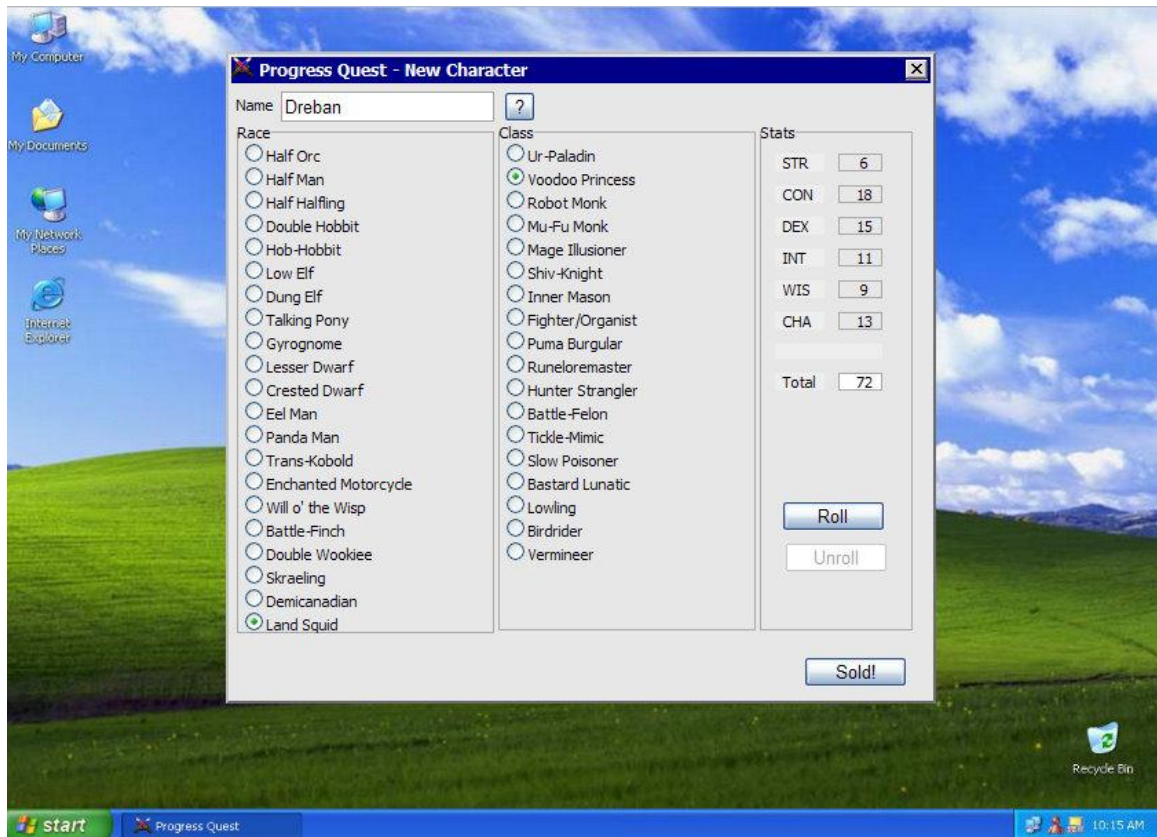 My Computer
My Documents
My Network
Places
Internet
Explorer
Progress Quest - New Character
Name Dreban ?
Race
Half Orc
Half Man
Half Halfling
Double Hobbit
Hob-Hobbit
Low Elf
Dung Elf
Talking Pony
Gyrognome
Lesser Dwarf
Crested Dwarf
Eel Man
Panda Man
Trans-Kobold
Enchanted Motorcycle
Will o' the Wisp
Battle-Finch
Double Wookiee
Skraeling
Demicanadian
Land Squid
Class
Ur-Paladin
Voodoo Princess
Robot Monk
Mu-Fu Monk
Mage Illusioner
Shiv-Knight
Inner Mason
Fighter/Organist
Puma Burgular
Runeloremaster
Hunter Strangler
Battle-Felon
Tickle-Mimic
Slow Poisoner
Bastard Lunatic
Lowling
Birdrider
Vermineer
Stats
STR 6
CON 18
DEX 15
INT 11
WIS 9
CHA 13
Total 72
Roll
Unroll
Sold!
Recycle Bin
start
Progress Quest
10:15 AM